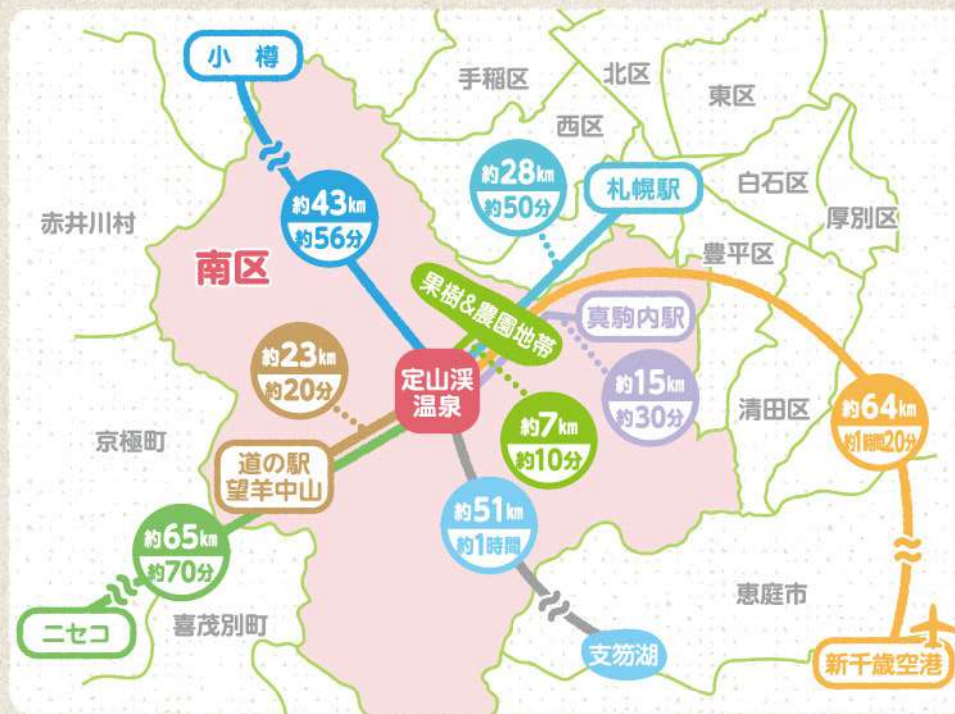 小樽
手稲区
北区
東区
西区
約28km
約50分
札幌駅
白石区
厚別区
赤井川村
約43km
約56分
豊平区
南区
果樹&農園地帯
真駒内駅
約23km
約20分
定山渓
温泉
約15km
約30分
清田区
約64km
約1時間20分
京極町
約7km
約10分
道の駅
望羊中山
約51km
約1時間
約65km
約70分
恵庭市
喜茂別町
ニセコ
支笏湖
新千歳空港